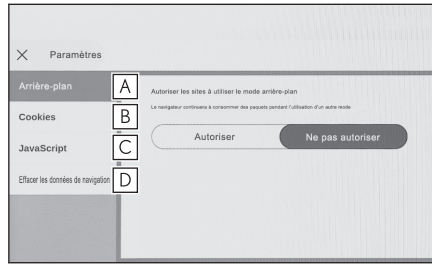 Paramètres
Arrière-plan
A
Autoriser les sites à utiliser le mode arrière-plan
Cookies
B
Le navigateur continuera à consommer des paquets pendant l'utilisation d'un autre mode
Autoriser
Ne pas autoriser
JavaScript
C
Effacer les données de navigation
D